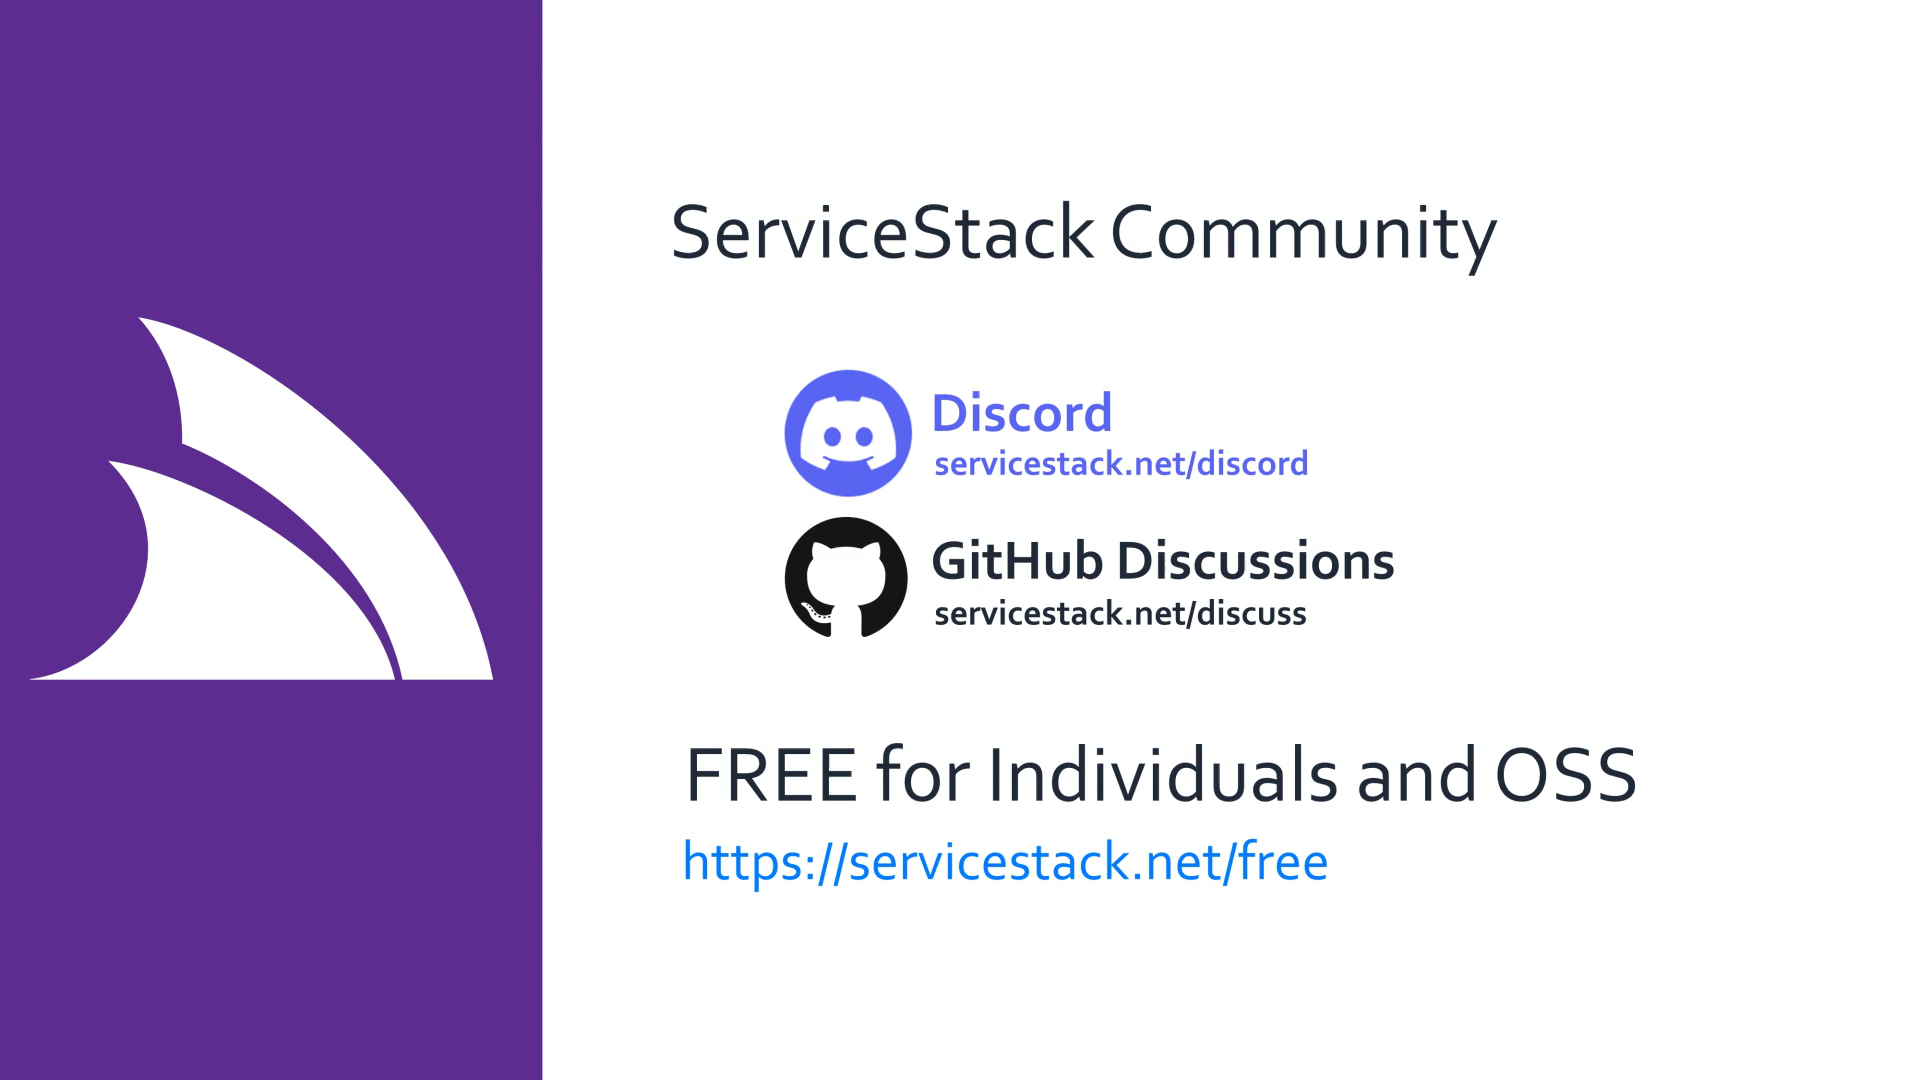 ServiceStack Community
Discord
servicestack.net/discord
GitHub Discussions
servicestack.net/discuss
FREE for Individuals and OSS
https://servicestack.net/free